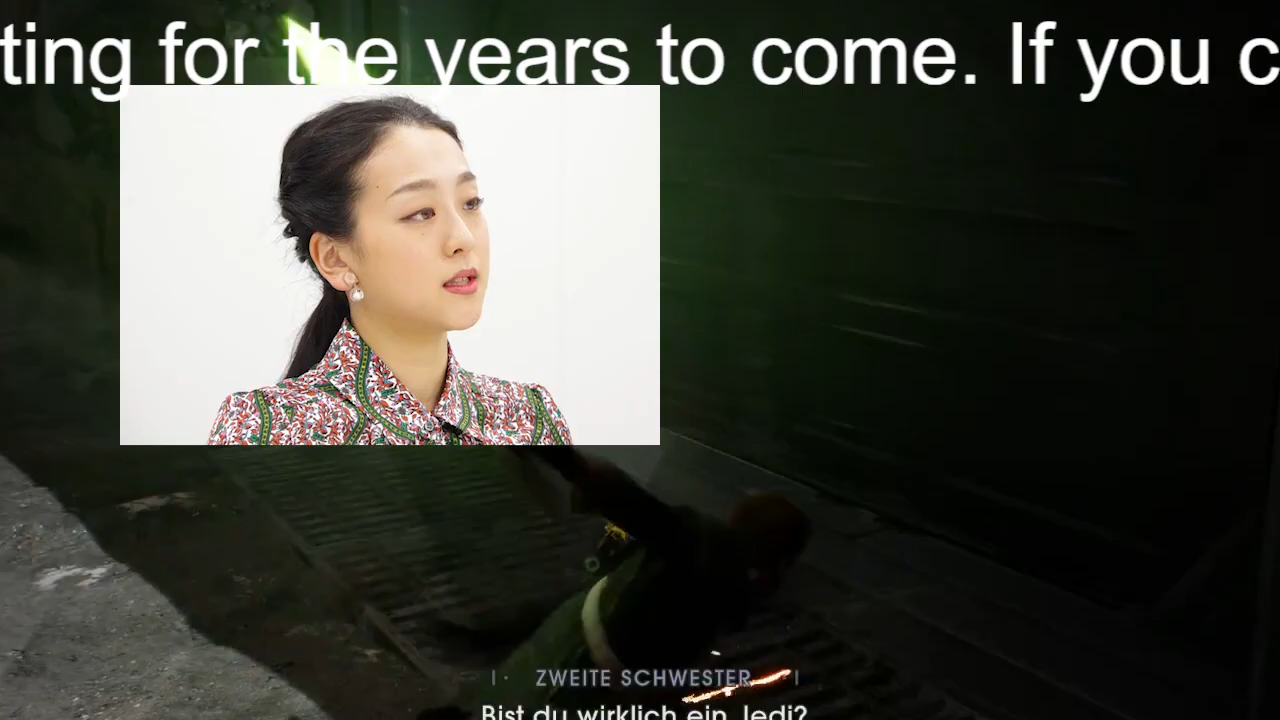 ting for the years to come. If you c
ZWEITE SCHWESTER
Bist du wirklich ein Jedi?